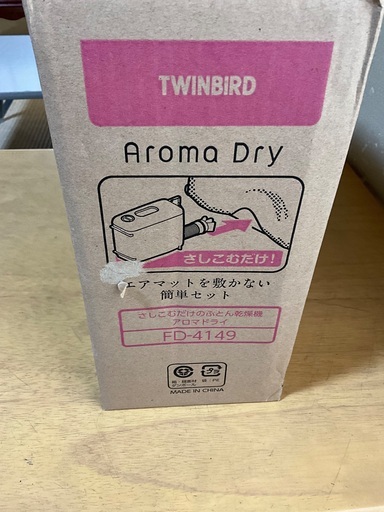 TWINBIRD
Aroma Dry
さしこむだけ!
エアマットを敷かない
簡単セット
さしこむだけのふとん乾燥機
アロマドライ
FD-4149
MADE IN CHINA